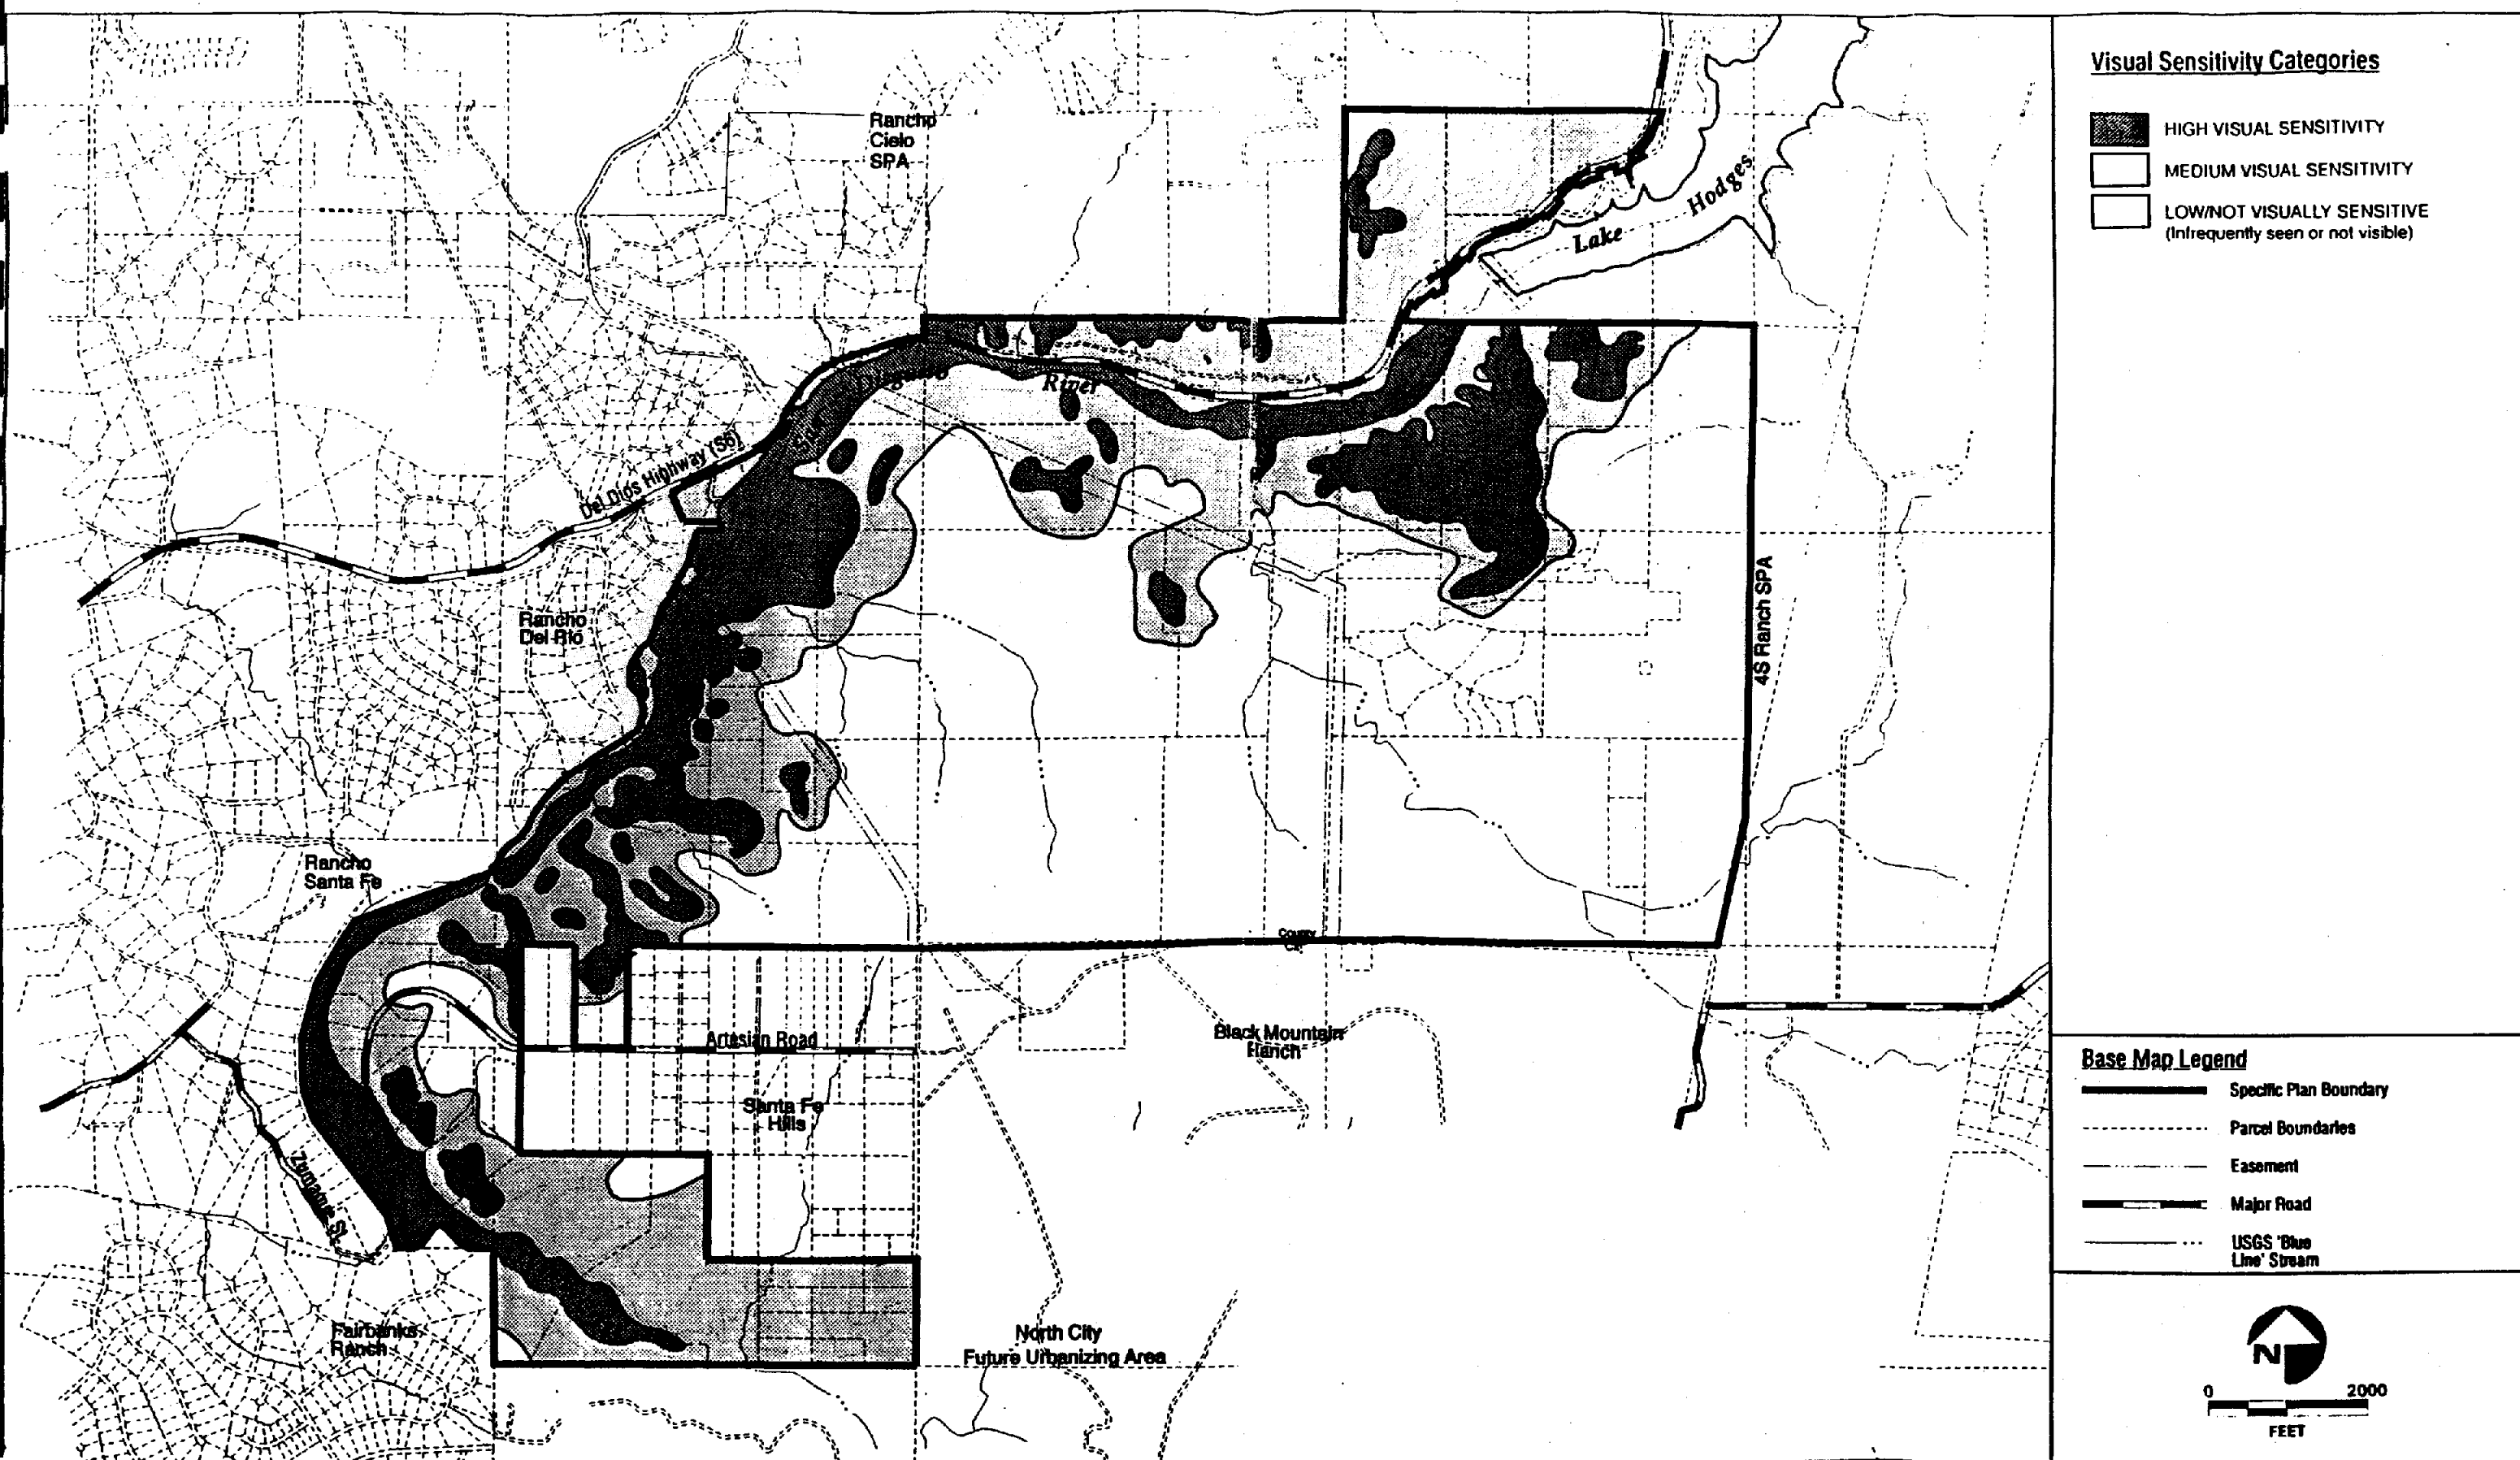 Visual Sensitivity Categories
HIGH VISUAL SENSITIVITY
MEDIUM VISUAL SENSITIVITY
LOW/NOT VISUALLY SENSITIVE
(Infrequently seen or not visible)
Rancho
Cielo
SPA
Lake Hodges
River
Del Dios Highway (S6)
Rancho
Del Rio
4S Ranch SPA
Rancho
Santa Fe
County
City
Artesian Road
Black Mountain
Ranch
Santa Fe
Hills
Fairbanks
Ranch
North City
Future Urbanizing Area
Base Map Legend
Specific Plan Boundary
Parcel Boundaries
Easement
Major Road
USGS 'Blue
Line' Stream
N
0 2000
FEET